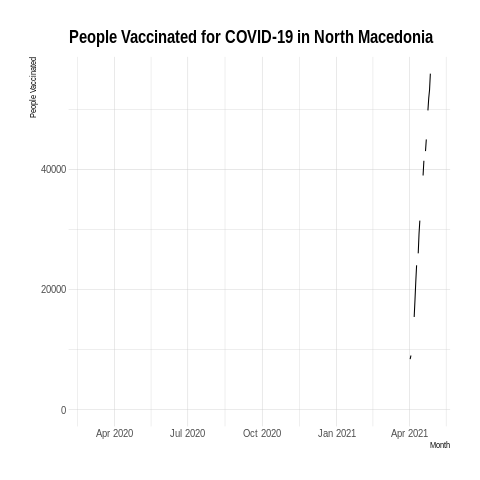 People Vaccinated for COVID-19 in North Macedonia
People Vaccinated
40000
20000
0
Apr 2020
Jul 2020
Oct 2020
Jan 2021
Apr 2021
Month